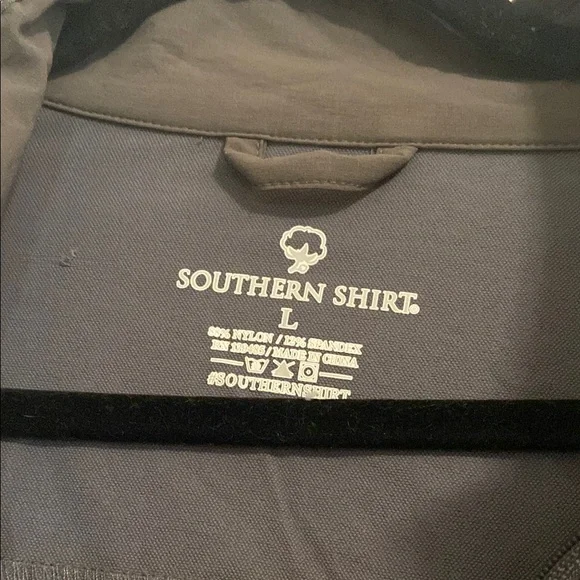 SOUTHERN SHIRT®
L
88% NYLON / 12% SPANDEX
/ MADE IN CHINA
#SOUTHERNSHIRT